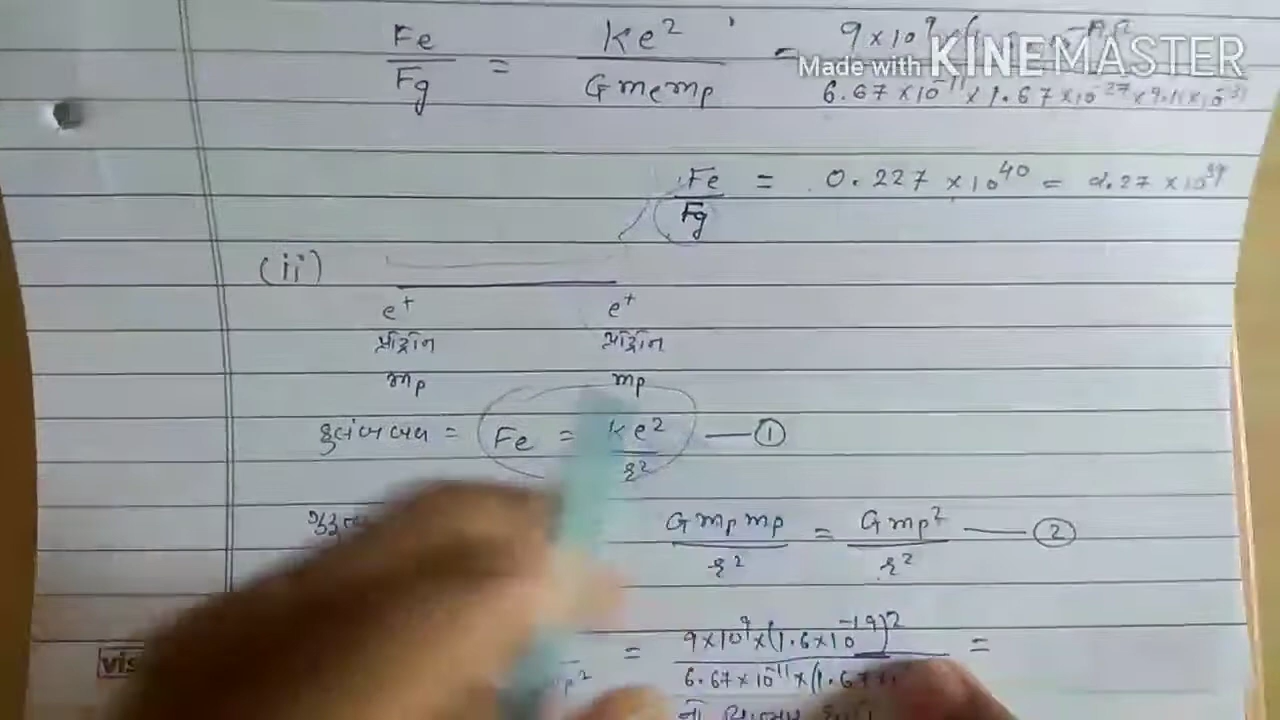 Fe/Fg = ke²/Gmemp = 9×10⁹
Made with KINEMASTER
6.67×10⁻¹¹×1.67×10⁻²⁷×9.1×10⁻³¹
Fe/Fg = 0.227×10⁴⁰ = 2.27×10³⁹
(ii)
e⁺ e⁺
પ્રોટ્રોન પ્રોટ્રોન
mp mp
કુલંબબળ = Fe = ke²/r² — ①
Gmpmp/r² = Gmp²/r² — ②
= 9×10⁹×(1.6×10⁻¹⁹)²/6.67×10⁻¹¹×(1.67× =
vis